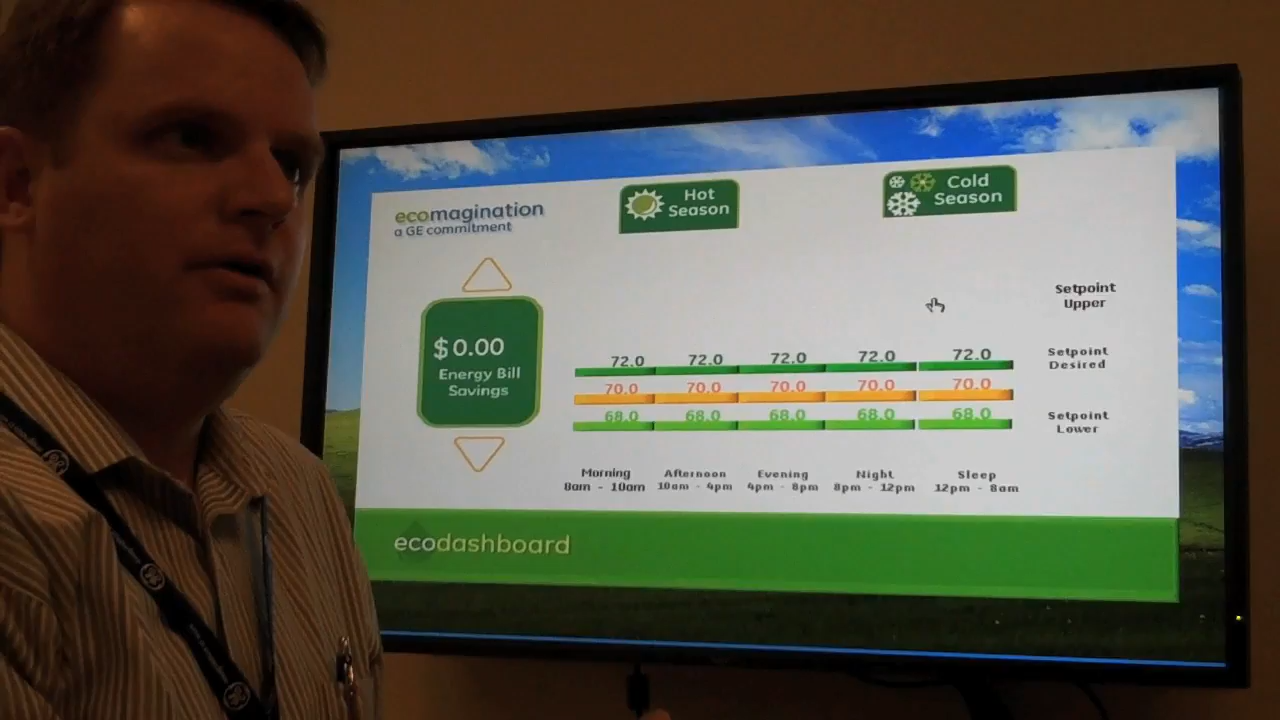 ecomagination
a GE commitment
Hot
Season
Cold
Season
Setpoint
Upper
$0.00
Energy Bill
Savings
72.0 72.0 72.0 72.0 72.0
Setpoint
Desired
70.0 70.0 70.0 70.0 70.0
68.0 68.0 68.0 68.0 68.0
Setpoint
Lower
Morning Afternoon Evening Night Sleep
8am - 10am 10am - 4pm 4pm - 8pm 8pm - 12pm 12pm - 8am
ecodashboard